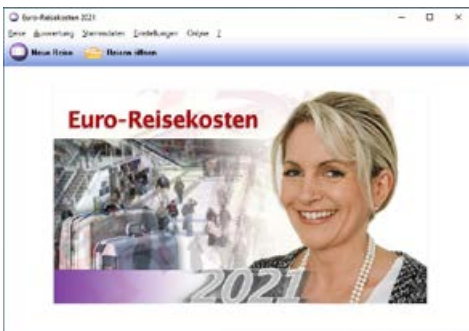 Euro-Reisekosten 2021
Reise Auswertung Stammdaten Einstellungen Online ?
Neue Reise Reisen öffnen
Euro-Reisekosten
2021